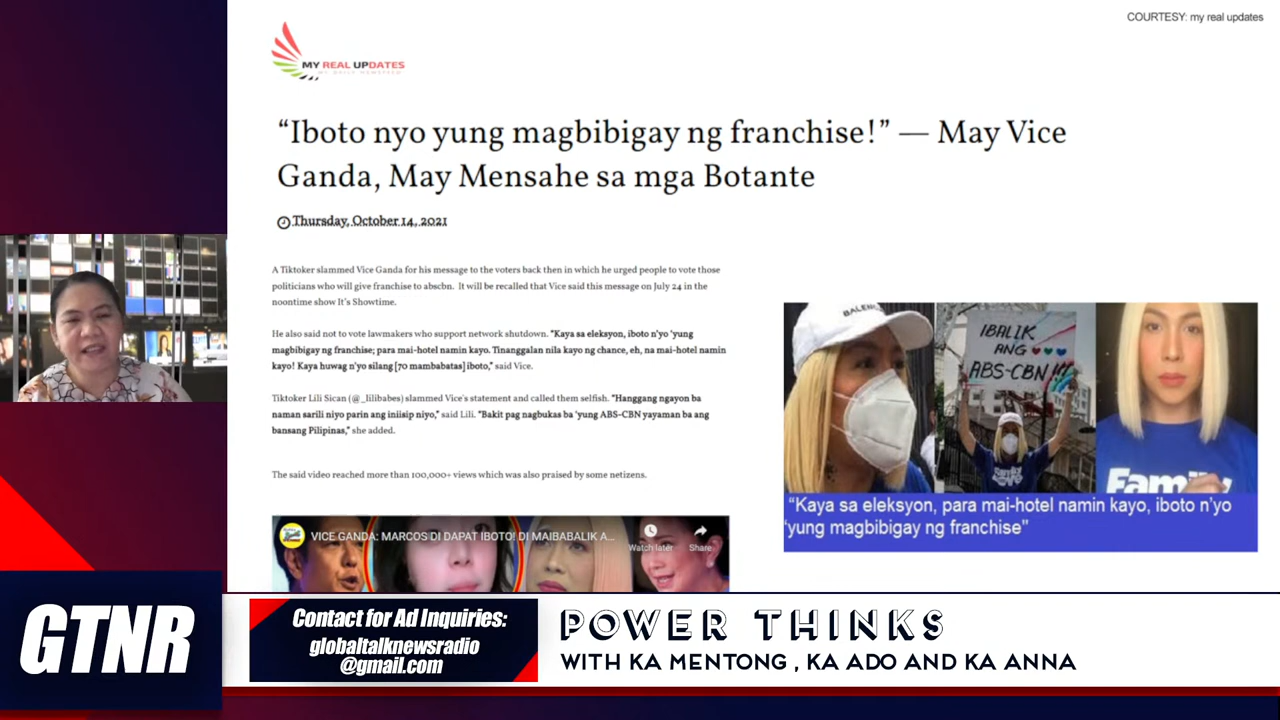 COURTESY: my real updates
MY REAL UPDATES
MY DAILY NEWSFEED
“Iboto nyo yung magbibigay ng franchise!” — May Vice
Ganda, May Mensahe sa mga Botante
Thursday, October 14, 2021
A Tiktoker slammed Vice Ganda for his message to the voters back then in which he urged people to vote those
politicians who will give franchise to abscbn. It will be recalled that Vice said this message on July 24 in the
noontime show It's Showtime.
He also said not to vote lawmakers who support network shutdown. “Kaya sa eleksyon, iboto n’yo ‘yung
magbibigay ng franchise; para mai-hotel namin kayo. Tinanggalan nila kayo ng chance, eh, na mai-hotel namin
kayo! Kaya huwag n’yo silang [70 mambabatas] iboto,” said Vice.
Tiktoker Lili Sican (@_lilibabes) slammed Vice's statement and called them selfish. “Hanggang ngayon ba
naman sarili niyo parin ang iniisip niyo,” said Lili. “Bakit pag nagbukas ba ‘yung ABS-CBN yayaman ba ang
bansang Pilipinas,” she added.
The said video reached more than 100,000+ views which was also praised by some netizens.
VICE GANDA: MARCOS DI DAPAT IBOTO! DI MAIBABALIK A...
Watch later
Share
IBALIK
ANG
ABS-CBN
Family
“Kaya sa eleksyon, para mai-hotel namin kayo, iboto n’yo
‘yung magbibigay ng franchise”
GTNR
Contact for Ad Inquiries:
globaltalknewsradio
@gmail.com
POWER THINKS
WITH KA MENTONG , KA ADO AND KA ANNA